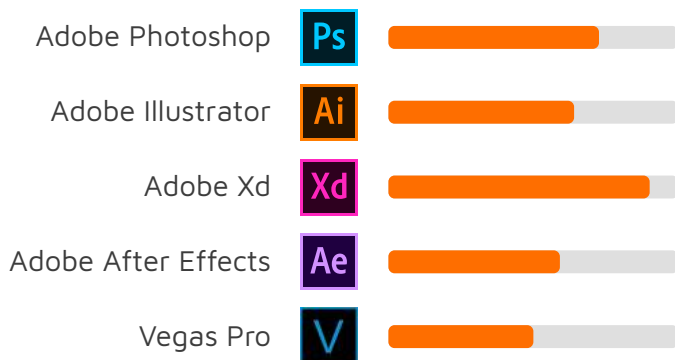 Adobe Photoshop Ps
Adobe Illustrator Ai
Adobe Xd Xd
Adobe After Effects Ae
Vegas Pro V